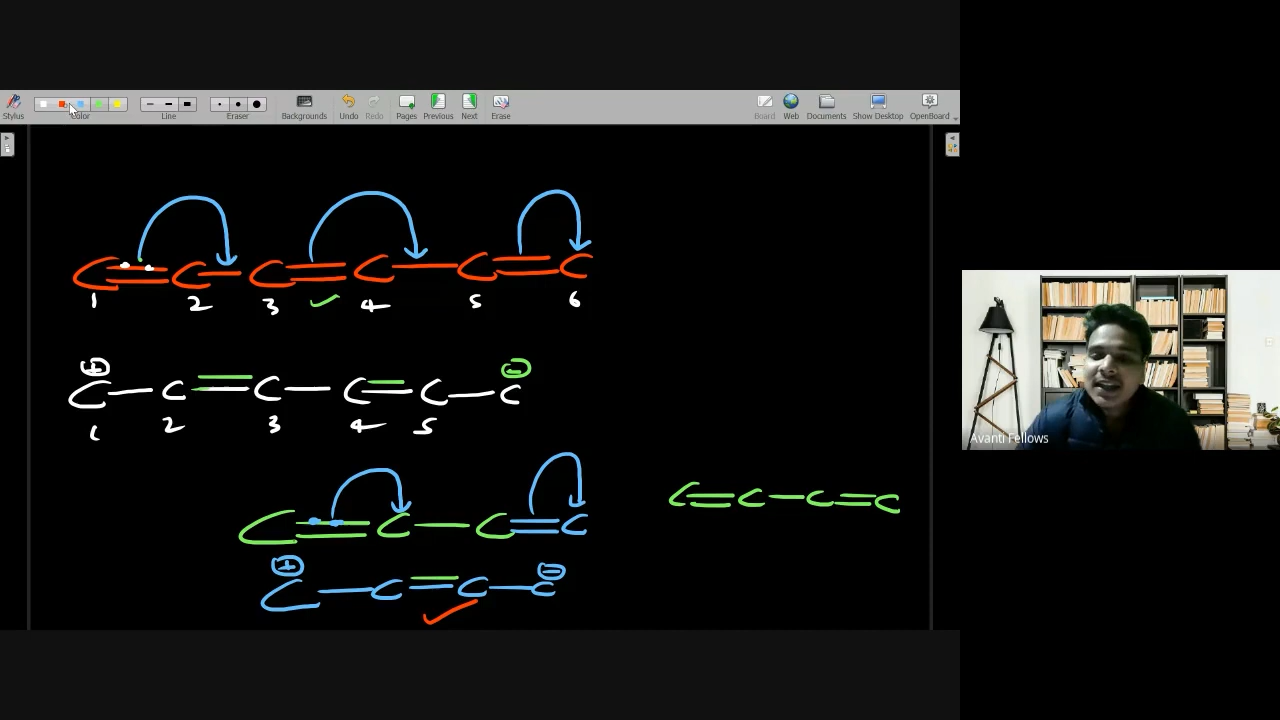 Stylus Color Line Eraser Backgrounds Undo Redo Pages Previous Next Erase Board Web Documents Show Desktop OpenBoard
C=C-C=C-C=C
1 2 3 4 5 6
⊕ ⊖
C-C=C-C=C-C
1 2 3 4 5
C=C-C=C
C=C-C=C
⊕ ⊖
C-C=C-C
Avanti Fellows